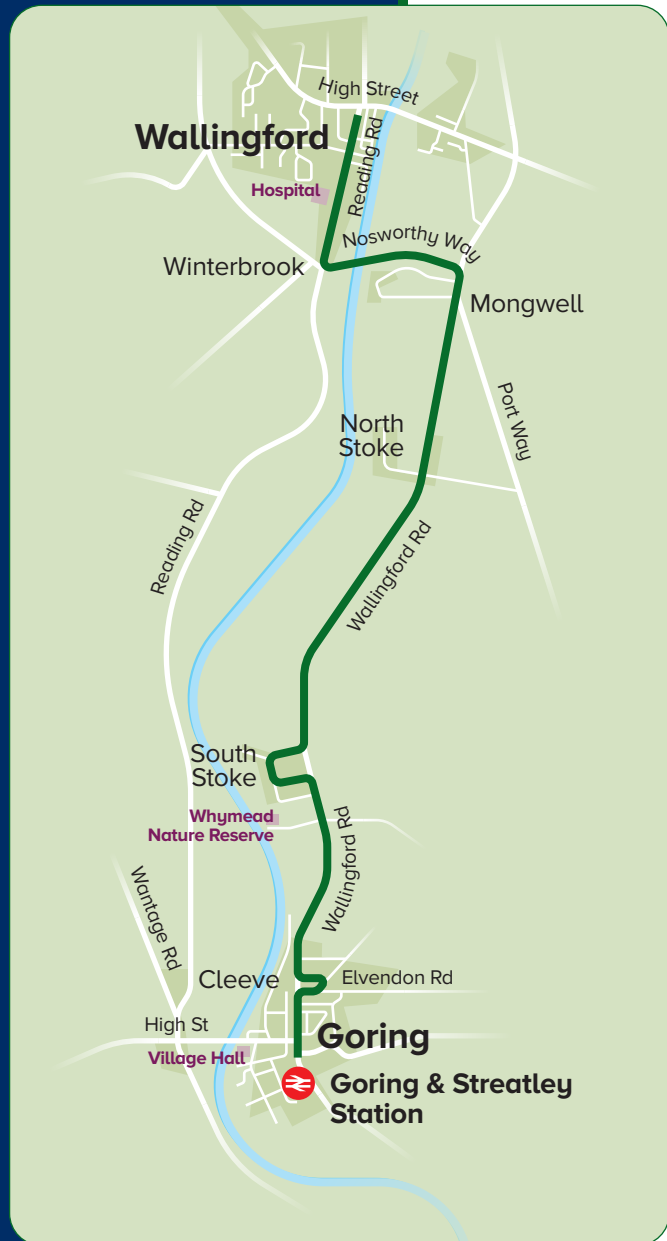 High Street
Wallingford
Reading Rd
Hospital
Nosworthy Way
Winterbrook
Mongwell
Port Way
North
Stoke
Reading Rd
Wallingford Rd
South
Stoke
Whymead
Nature Reserve
Wallingford Rd
Wantage Rd
Cleeve
Elvendon Rd
High St
Goring
Village Hall
Goring & Streatley
Station